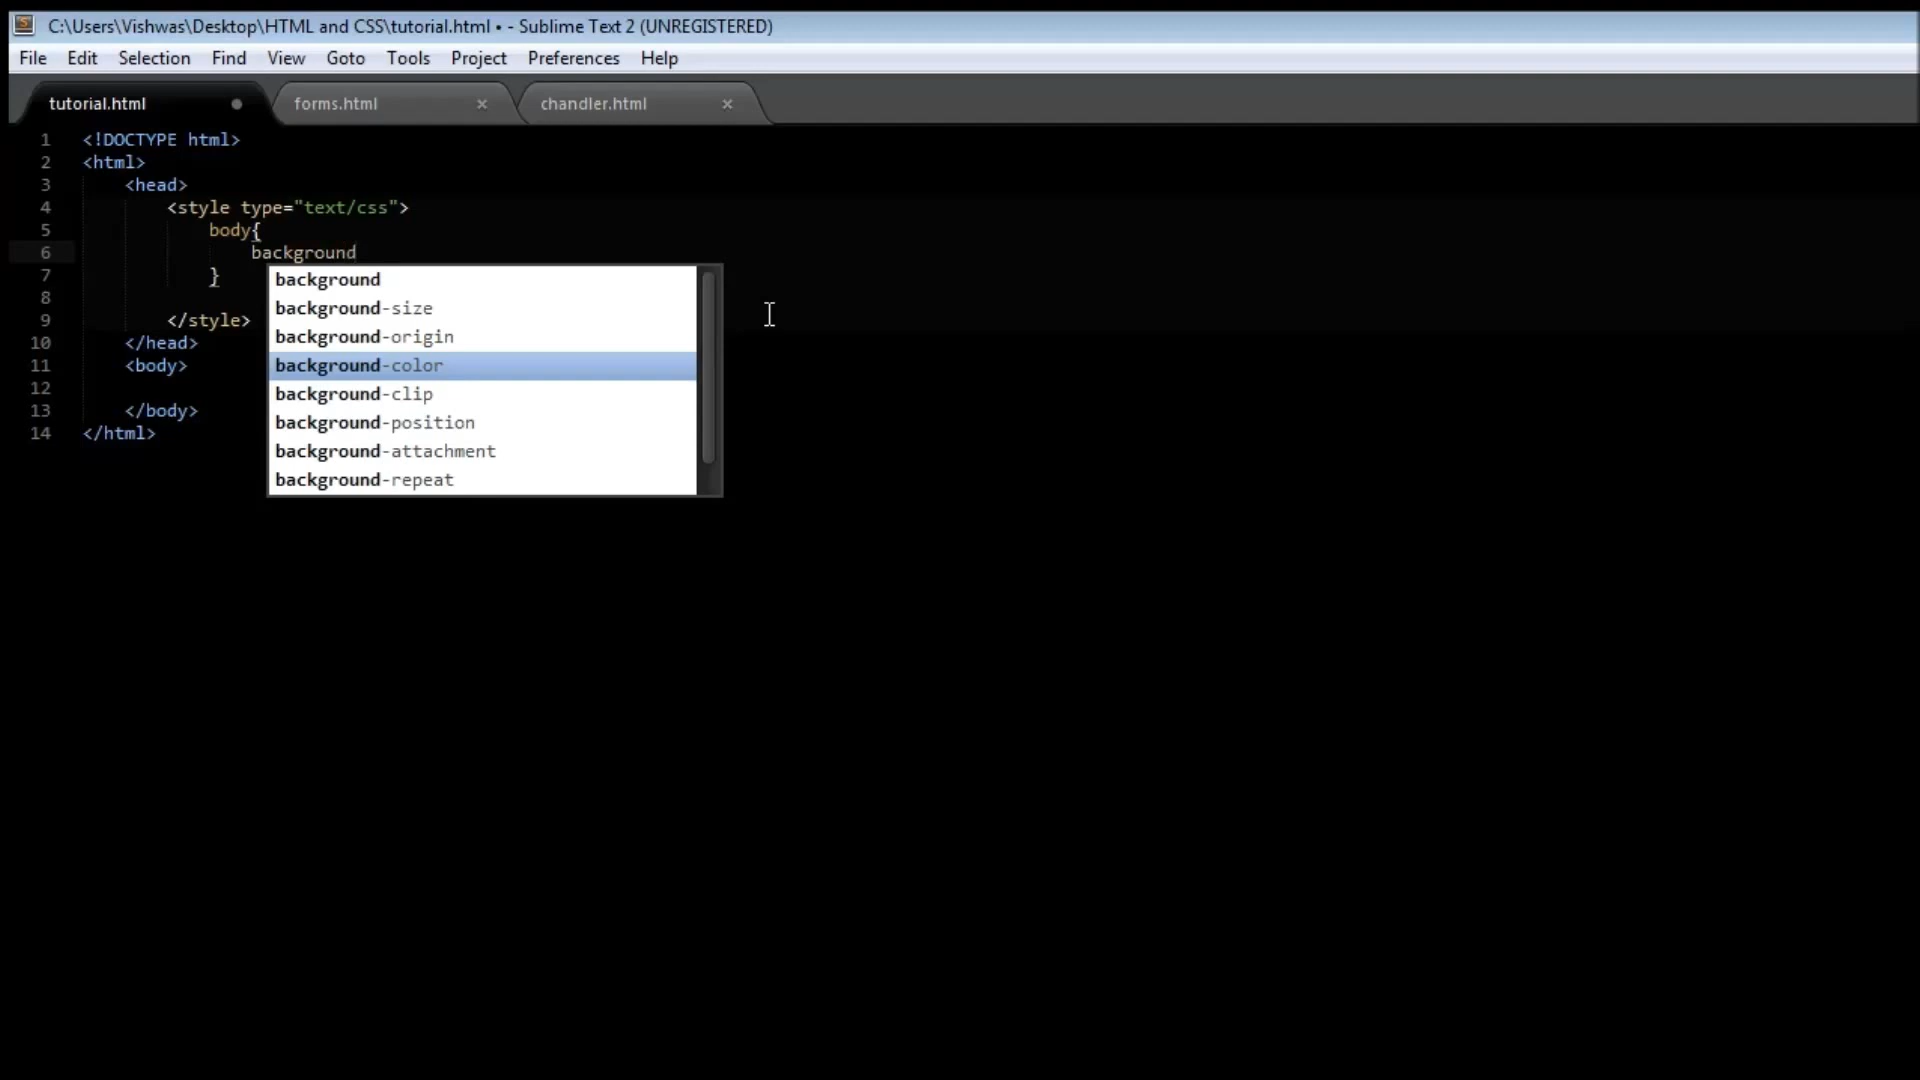 C:\Users\Vishwas\Desktop\HTML and CSS\tutorial.html • - Sublime Text 2 (UNREGISTERED)
File Edit Selection Find View Goto Tools Project Preferences Help
tutorial.html forms.html × chandler.html ×
1 <!DOCTYPE html>
2 <html>
3 <head>
4 <style type="text/css">
5 body{
6 background
7 }
8
9 </style>
10 </head>
11 <body>
12
13 </body>
14 </html>
background
background-size
background-origin
background-color
background-clip
background-position
background-attachment
background-repeat